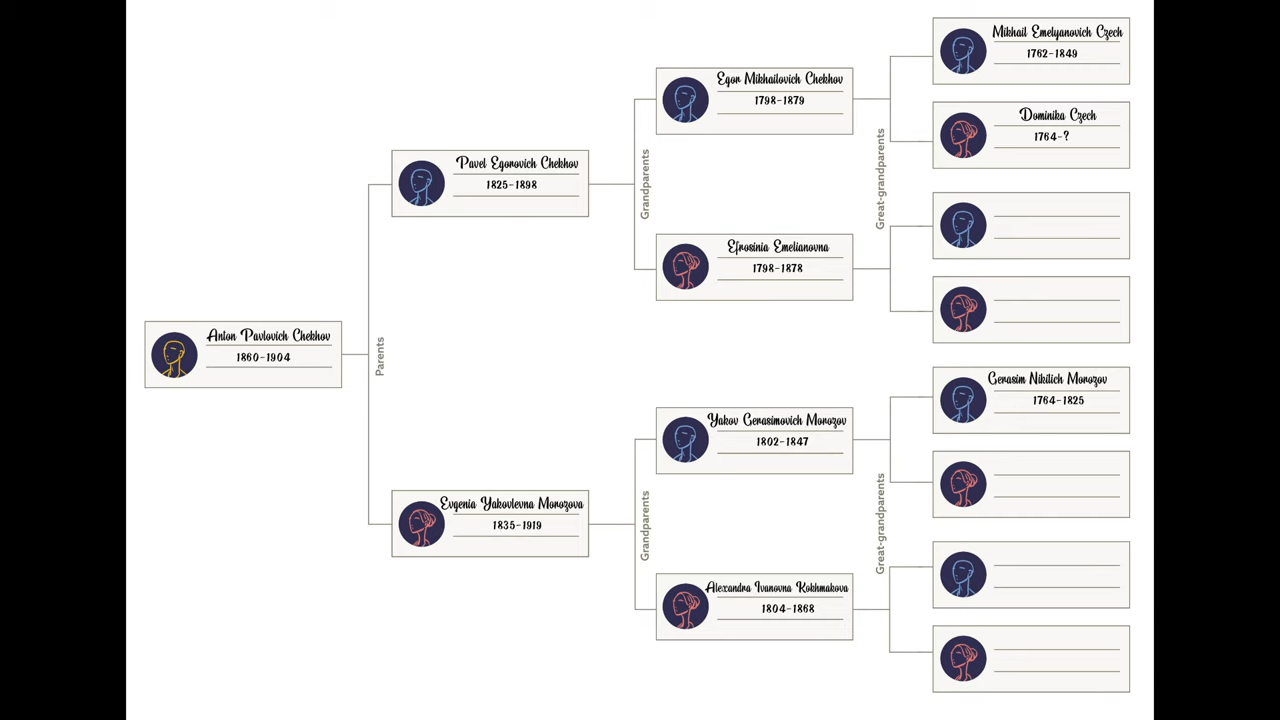 Mikhail Emelyanovich Czech
1762-1849
Egor Mikhailovich Chekhov
1798-1879
Dominika Czech
1764-?
Great-grandparents
Pavel Egorovich Chekhov
1825-1898
Grandparents
Efrosinia Emelianovna
1798-1878
Anton Pavlovich Chekhov
1860-1904
Parents
Gerasim Nikitich Morozov
1764-1825
Yakov Gerasimovich Morozov
1802-1847
Evgenia Yakovlevna Morozova
1835-1919
Grandparents
Great-grandparents
Alexandra Ivanovna Kokhmakova
1804-1868